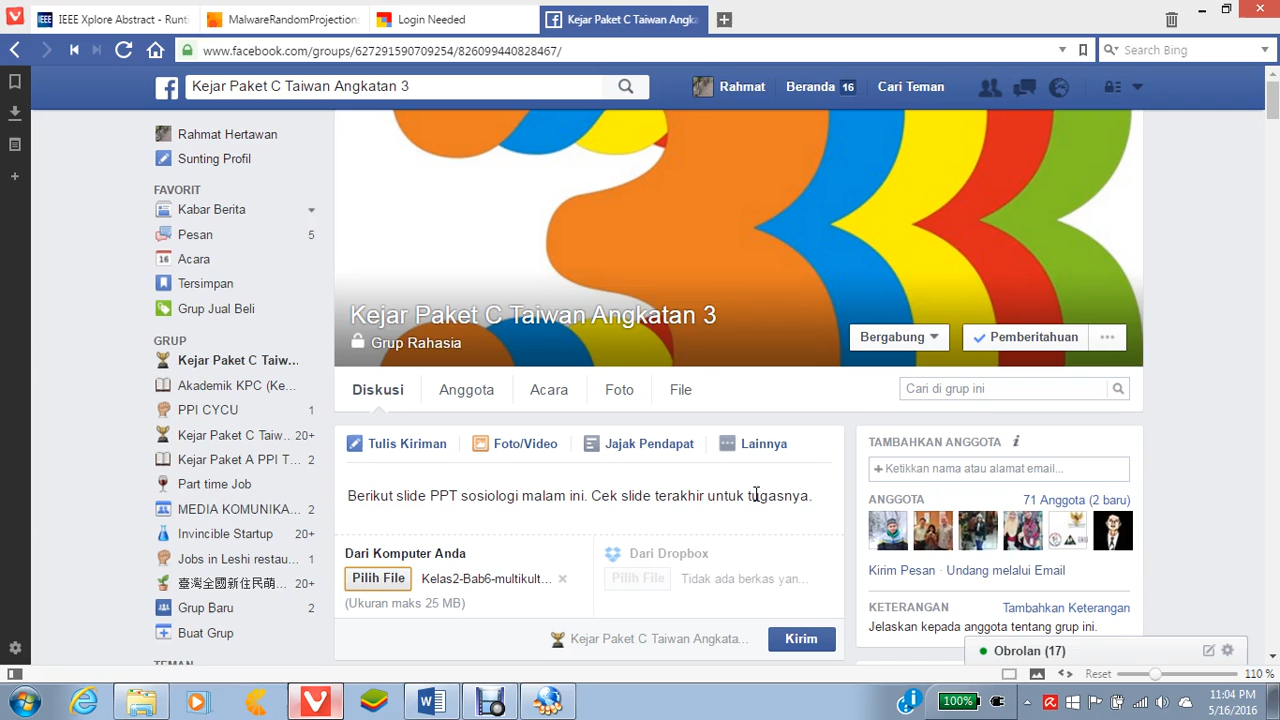 IEEE Xplore Abstract - Runti
MalwareRandomProjections
Login Needed
Kejar Paket C Taiwan Angka
www.facebook.com/groups/627291590709254/826099440828467/
Search Bing
Kejar Paket C Taiwan Angkatan 3
Rahmat
Beranda 16
Cari Teman
Rahmat Hertawan
Sunting Profil
FAVORIT
Kabar Berita
Pesan 5
16 Acara
Tersimpan
Grup Jual Beli
GRUP
Kejar Paket C Taiw...
Akademik KPC (Ke...
PPI CYCU 1
Kejar Paket C Taiw.. 20+
Kejar Paket A PPI T... 2
Part time Job
MEDIA KOMUNIKA... 2
Invincible Startup 2
Jobs in Leshi restau... 1
臺灣全國新住民萌... 20+
Grup Baru 2
Buat Grup
TEMAN
Kejar Paket C Taiwan Angkatan 3
Grup Rahasia
Bergabung
Pemberitahuan
Diskusi
Anggota
Acara
Foto
File
Cari di grup ini
Tulis Kiriman
Foto/Video
Jajak Pendapat
Lainnya
Berikut slide PPT sosiologi malam ini. Cek slide terakhir untuk tugasnya.
Dari Komputer Anda
Pilih File Kelas2-Bab6-multikult...
(Ukuran maks 25 MB)
Dari Dropbox
Pilih File Tidak ada berkas yan...
Kejar Paket C Taiwan Angkata...
Kirim
TAMBAHKAN ANGGOTA
+ Ketikkan nama atau alamat email...
ANGGOTA 71 Anggota (2 baru)
Kirim Pesan · Undang melalui Email
KETERANGAN Tambahkan Keterangan
Jelaskan kepada anggota tentang grup ini.
Obrolan (17)
Reset 110 %
100%
11:04 PM
5/16/2016